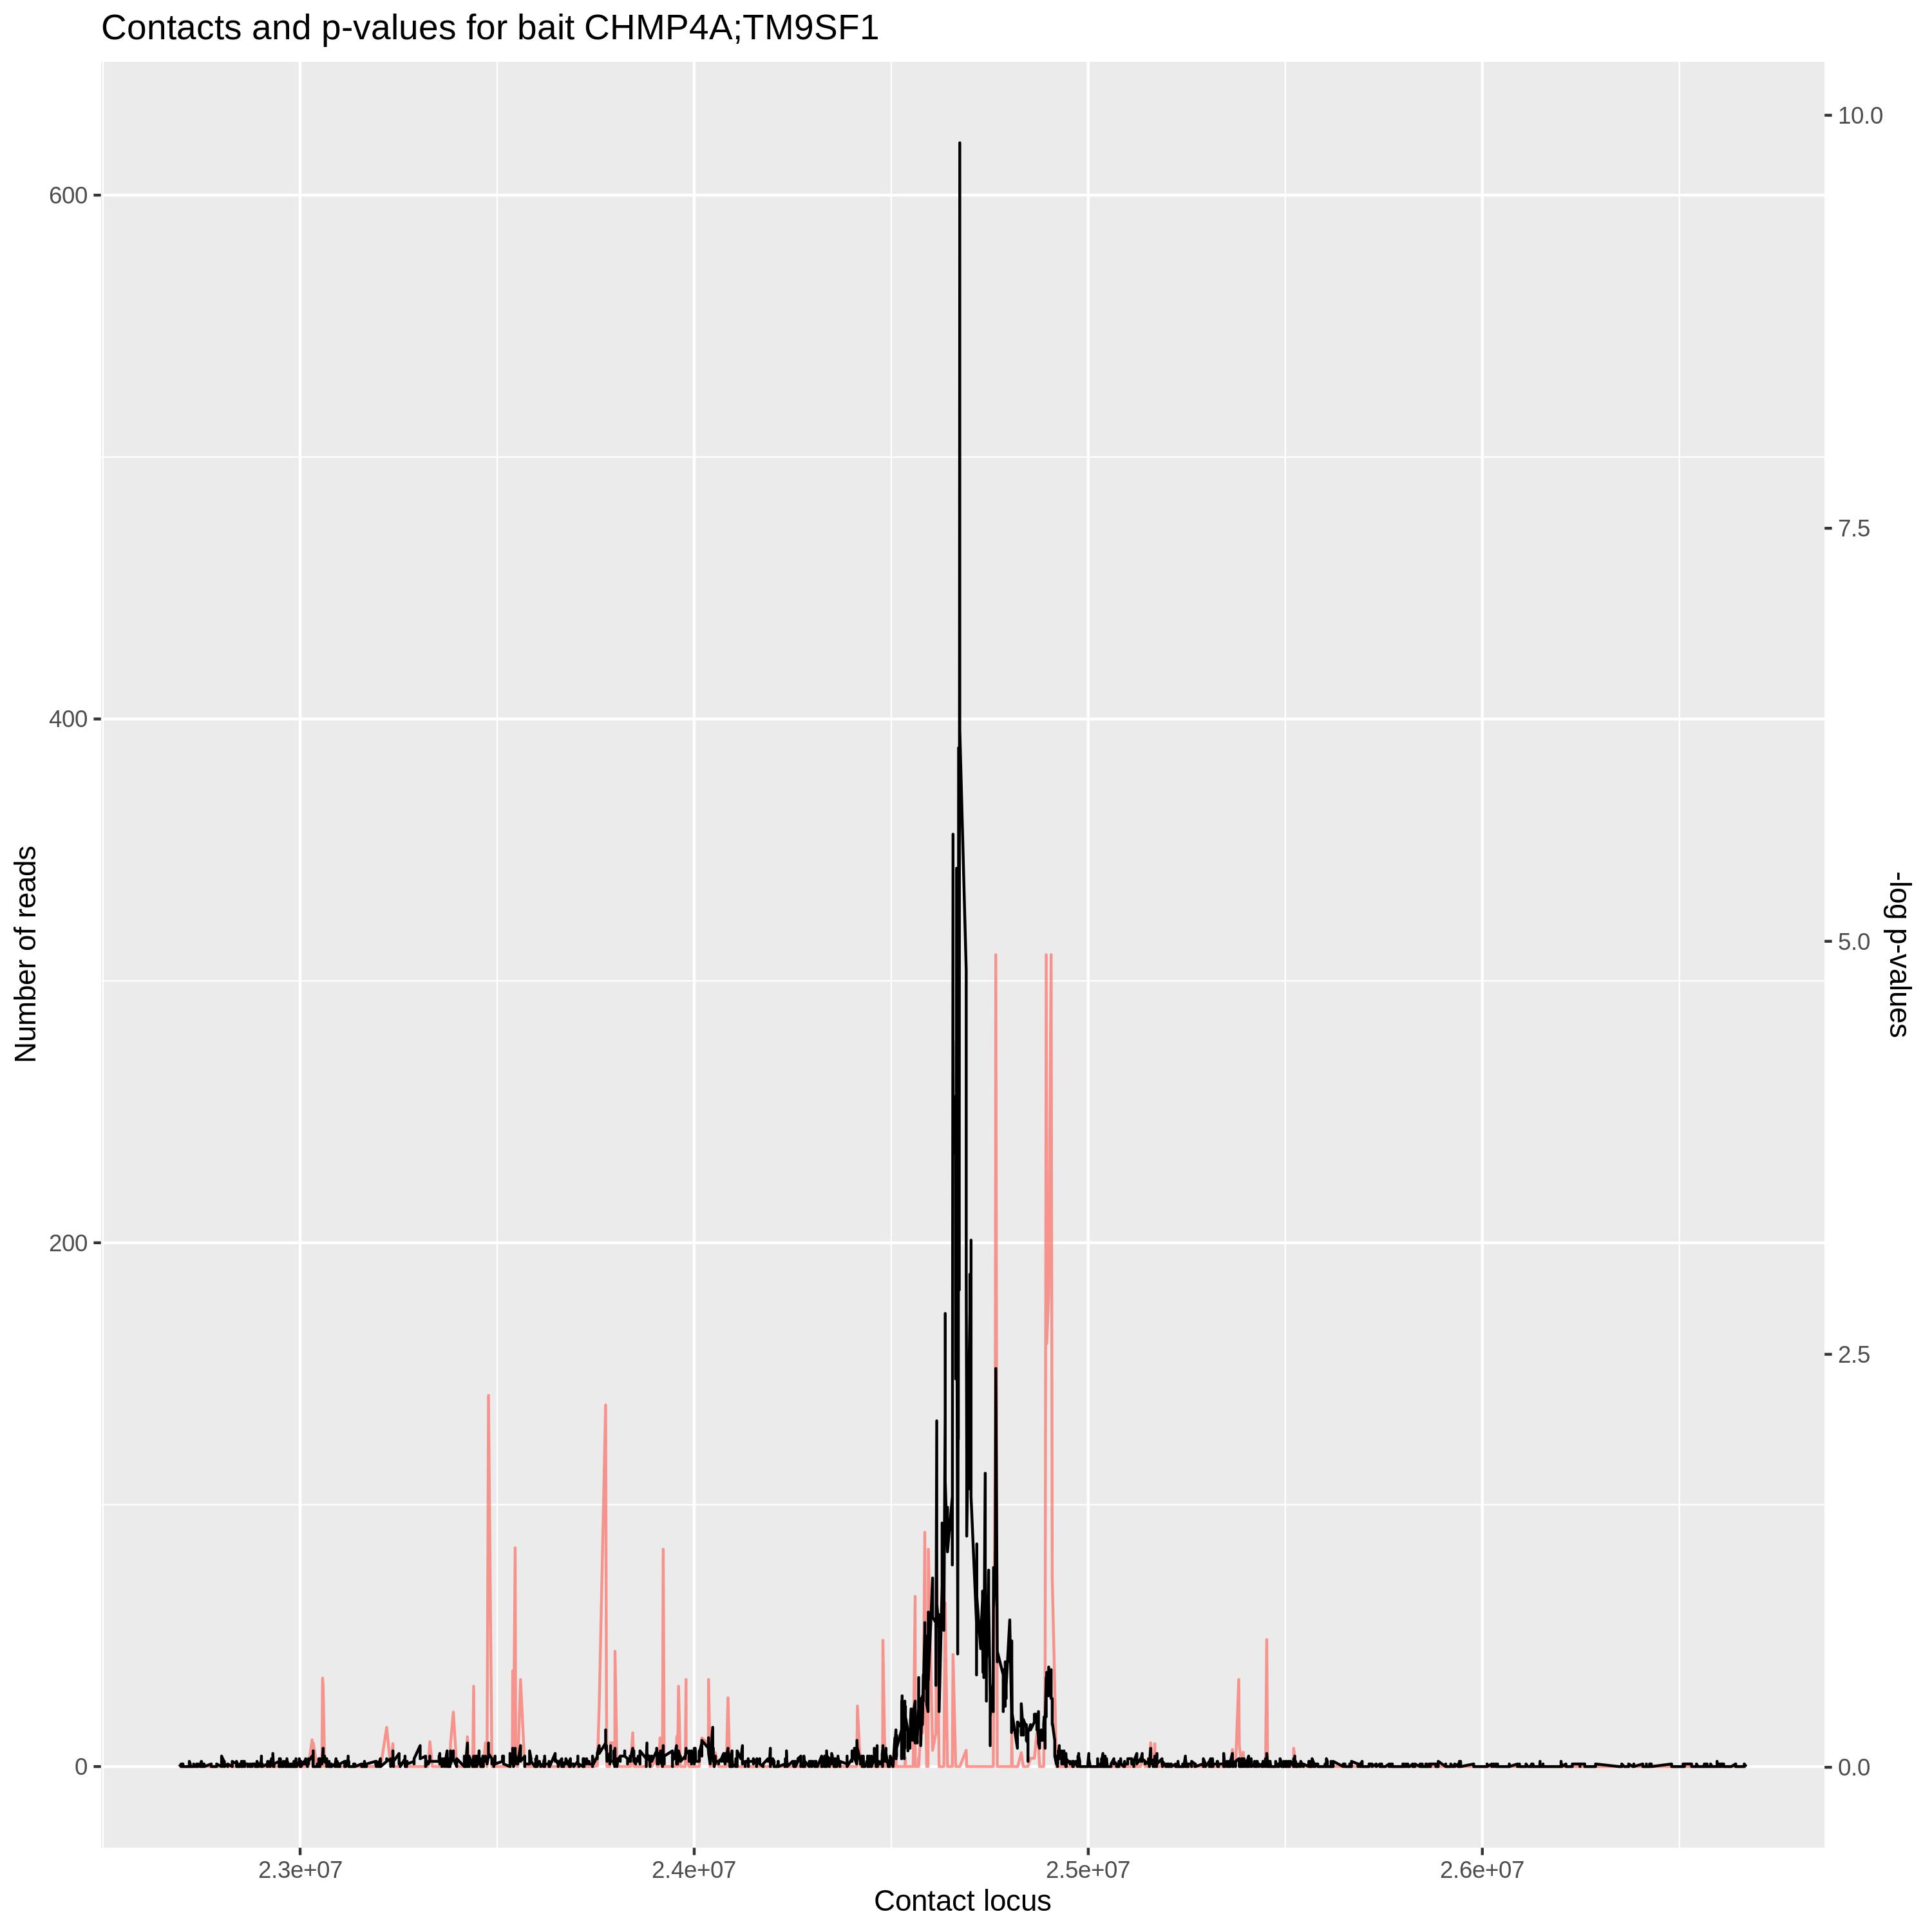 Contacts and p-values for bait CHMP4A;TM9SF1
600
400
200
0
Number of reads
10.0
7.5
5.0
2.5
0.0
-log p-values
2.3e+07
2.4e+07
2.5e+07
2.6e+07
Contact locus